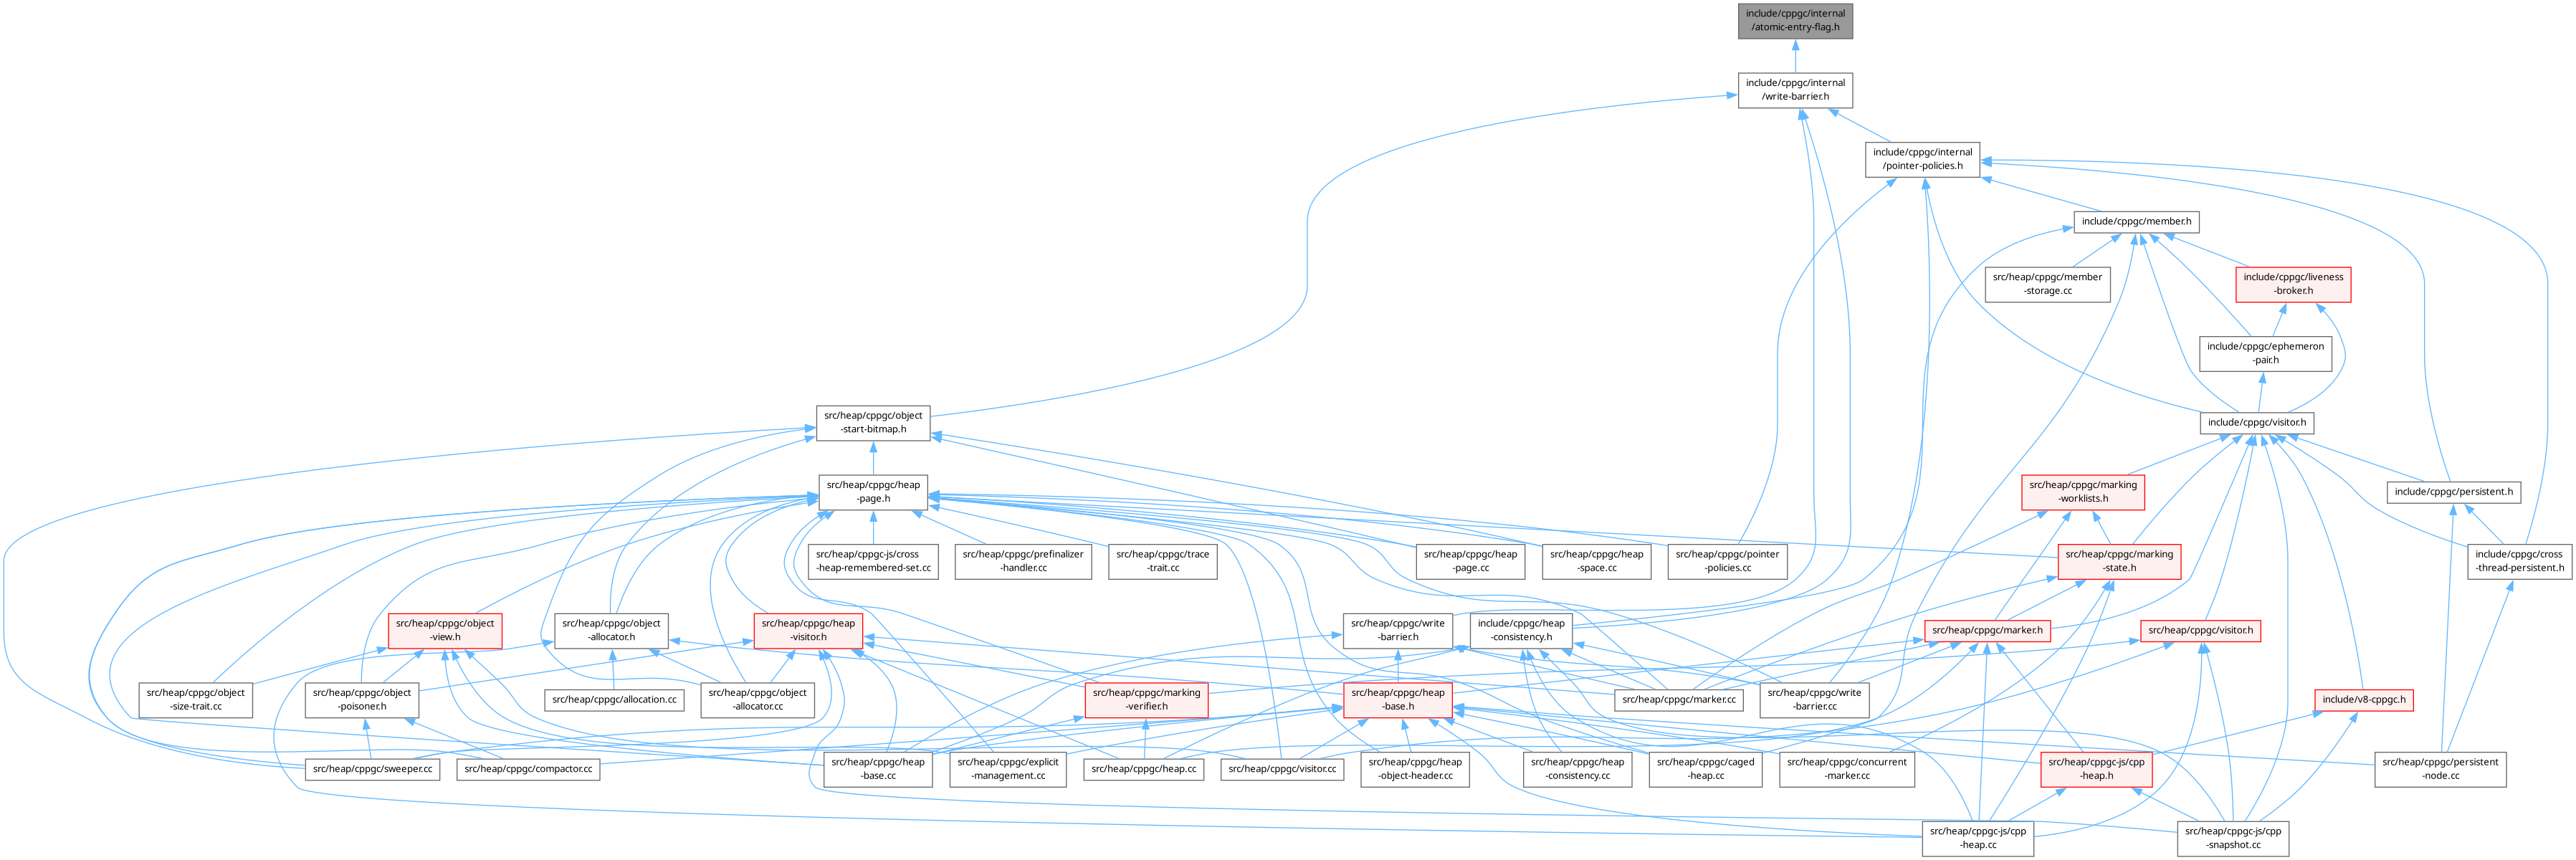 include/cppgc/internal
/atomic-entry-flag.h
include/cppgc/internal
/write-barrier.h
include/cppgc/internal
/pointer-policies.h
include/cppgc/member.h
src/heap/cppgc/member
-storage.cc
include/cppgc/liveness
-broker.h
include/cppgc/ephemeron
-pair.h
src/heap/cppgc/object
-start-bitmap.h
include/cppgc/visitor.h
src/heap/cppgc/heap
-page.h
src/heap/cppgc/marking
-worklists.h
include/cppgc/persistent.h
src/heap/cppgc-js/cross
-heap-remembered-set.cc
src/heap/cppgc/prefinalizer
-handler.cc
src/heap/cppgc/trace
-trait.cc
src/heap/cppgc/heap
-page.cc
src/heap/cppgc/heap
-space.cc
src/heap/cppgc/pointer
-policies.cc
src/heap/cppgc/marking
-state.h
include/cppgc/cross
-thread-persistent.h
src/heap/cppgc/object
-view.h
src/heap/cppgc/object
-allocator.h
src/heap/cppgc/heap
-visitor.h
src/heap/cppgc/write
-barrier.h
include/cppgc/heap
-consistency.h
src/heap/cppgc/marker.h
src/heap/cppgc/visitor.h
src/heap/cppgc/object
-size-trait.cc
src/heap/cppgc/object
-poisoner.h
src/heap/cppgc/allocation.cc
src/heap/cppgc/object
-allocator.cc
src/heap/cppgc/marking
-verifier.h
src/heap/cppgc/heap
-base.h
src/heap/cppgc/marker.cc
src/heap/cppgc/write
-barrier.cc
include/v8-cppgc.h
src/heap/cppgc/sweeper.cc
src/heap/cppgc/compactor.cc
src/heap/cppgc/heap
-base.cc
src/heap/cppgc/explicit
-management.cc
src/heap/cppgc/heap.cc
src/heap/cppgc/visitor.cc
src/heap/cppgc/heap
-object-header.cc
src/heap/cppgc/heap
-consistency.cc
src/heap/cppgc/caged
-heap.cc
src/heap/cppgc/concurrent
-marker.cc
src/heap/cppgc-js/cpp
-heap.h
src/heap/cppgc/persistent
-node.cc
src/heap/cppgc-js/cpp
-heap.cc
src/heap/cppgc-js/cpp
-snapshot.cc